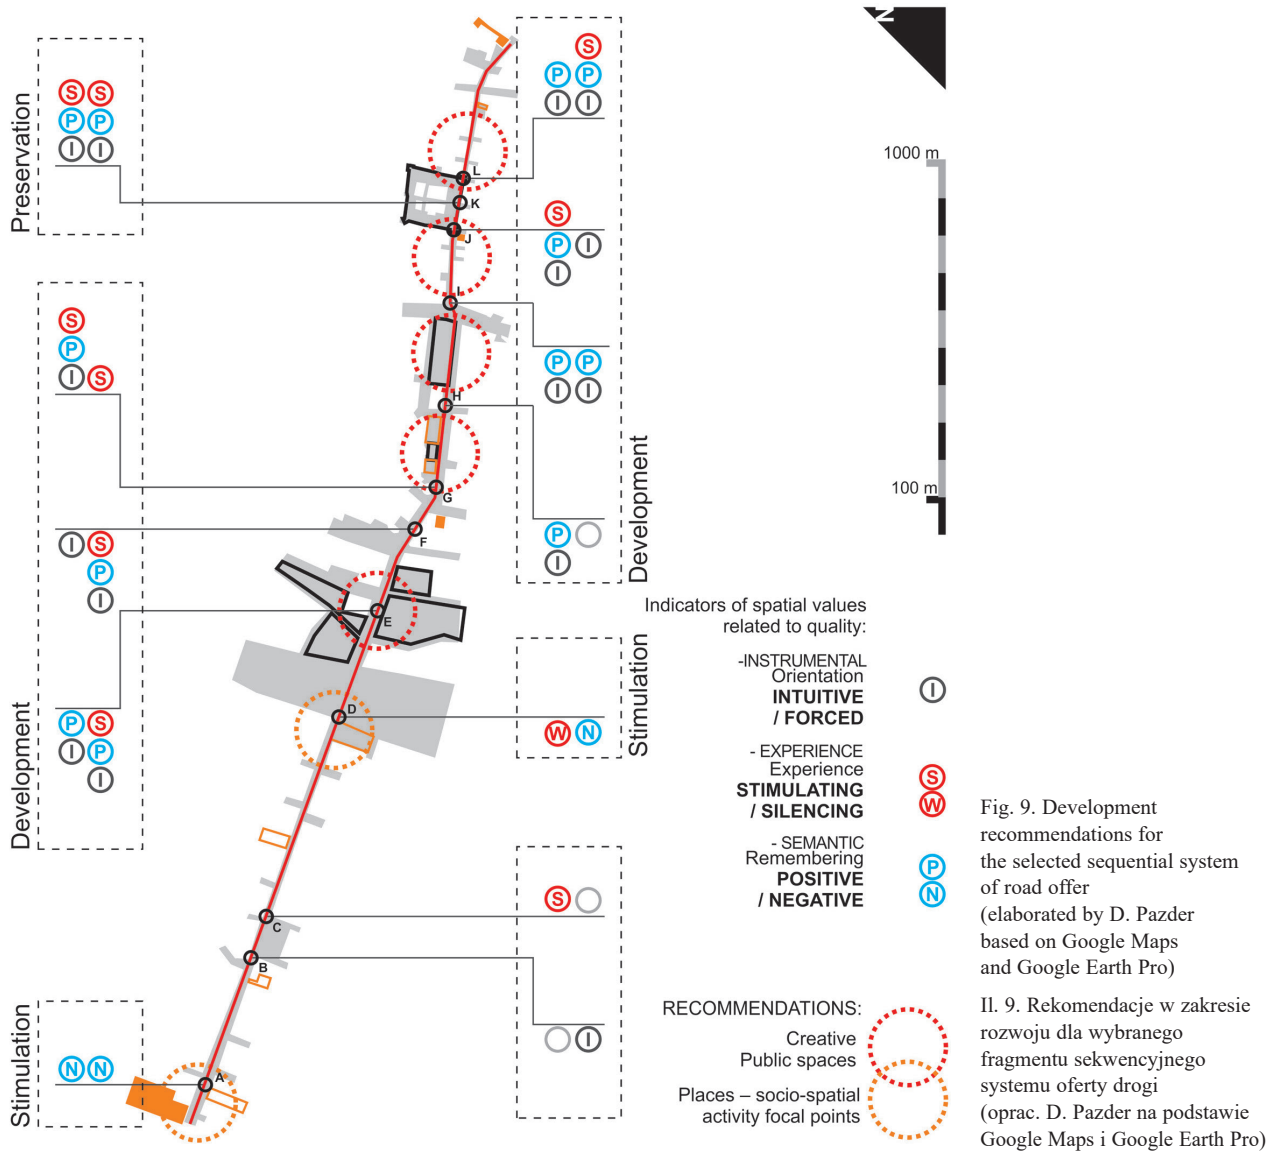 Preservation
S S
P P
I I
S
P P
I I
N
1000 m
100 m
L
K
J
I
H
G
F
E
D
C
B
A
S
P I
I
P P
I I
P
I
Development
S
P
I S
I S
P
I
P S
I P
I
Development
W N
Stimulation
S
I
N N
Stimulation
Indicators of spatial values
related to quality:
-INSTRUMENTAL
Orientation
INTUITIVE
/ FORCED
I
- EXPERIENCE
Experience
STIMULATING
/ SILENCING
S
W
- SEMANTIC
Remembering
POSITIVE
/ NEGATIVE
P
N
RECOMMENDATIONS:
Creative
Public spaces
Places – socio-spatial
activity focal points
Fig. 9. Development
recommendations for
the selected sequential system
of road offer
(elaborated by D. Pazder
based on Google Maps
and Google Earth Pro)
Il. 9. Rekomendacje w zakresie
rozwoju dla wybranego
fragmentu sekwencyjnego
systemu oferty drogi
(oprac. D. Pazder na podstawie
Google Maps i Google Earth Pro)